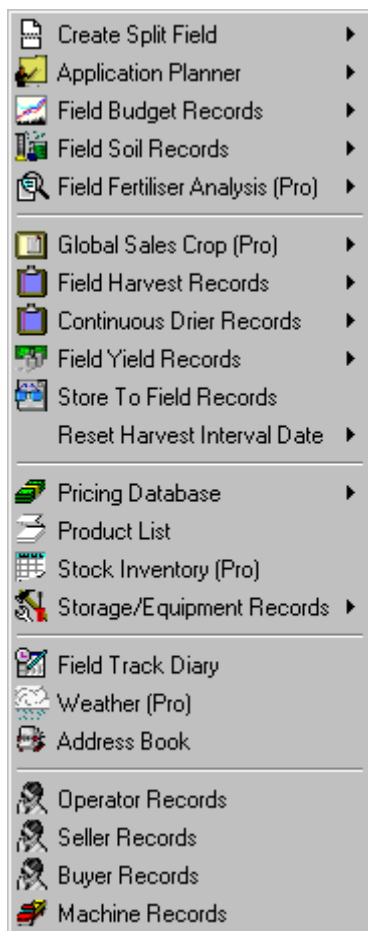 Create Split Field
Application Planner
Field Budget Records
Field Soil Records
Field Fertiliser Analysis (Pro)
Global Sales Crop (Pro)
Field Harvest Records
Continuous Drier Records
Field Yield Records
Store To Field Records
Reset Harvest Interval Date
Pricing Database
Product List
Stock Inventory (Pro)
Storage/Equipment Records
Field Track Diary
Weather (Pro)
Address Book
Operator Records
Seller Records
Buyer Records
Machine Records